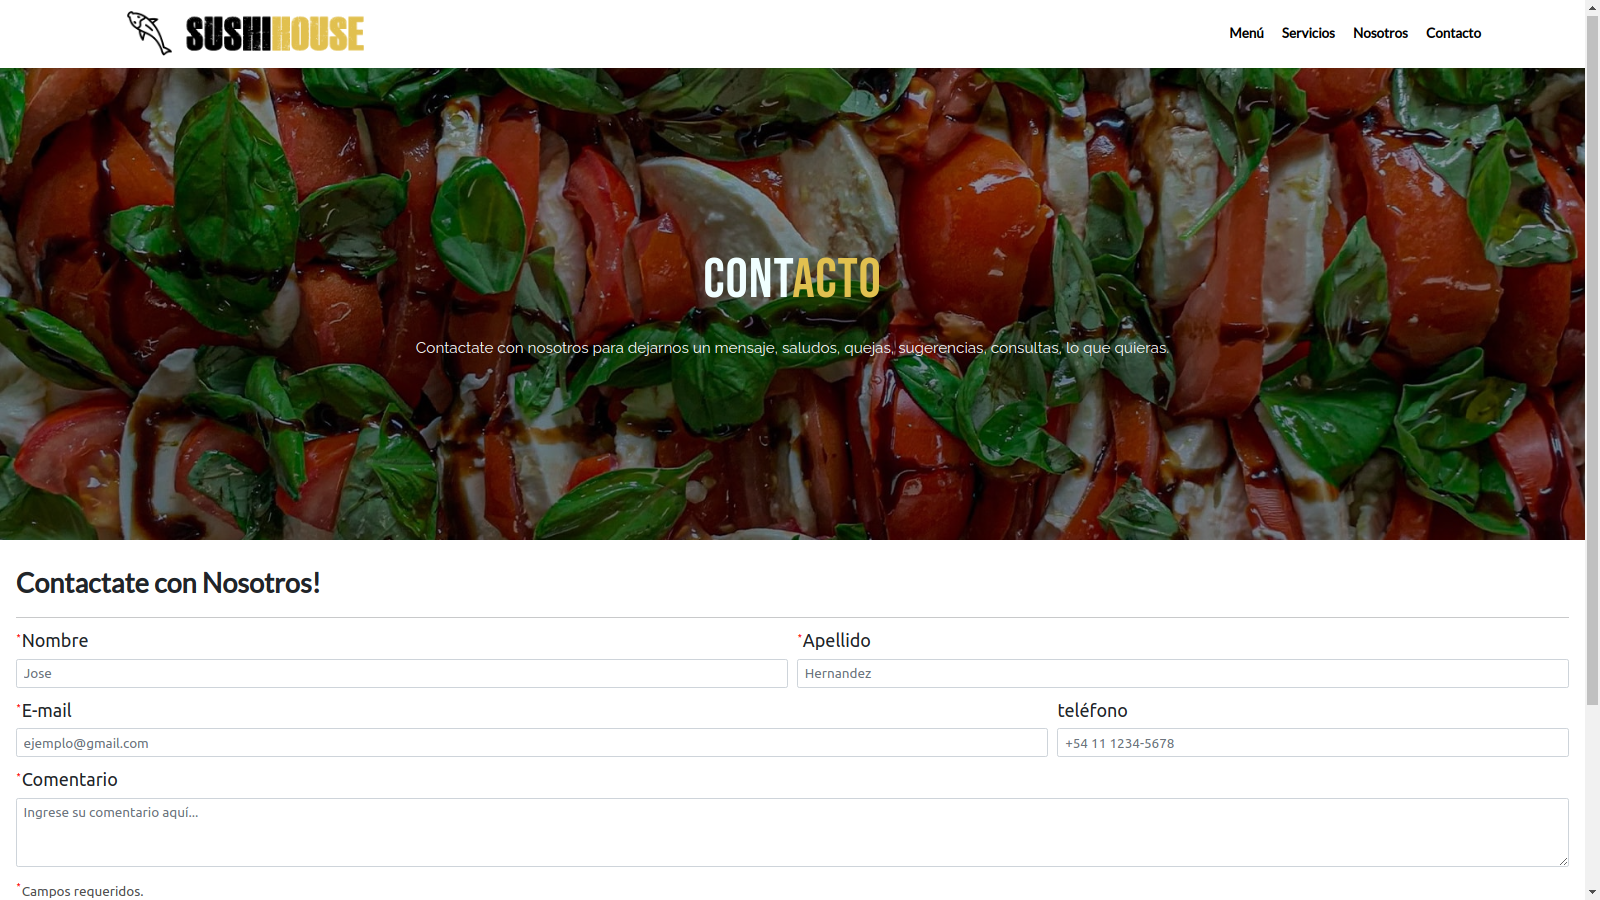 SUSHIHOUSE
Menú Servicios Nosotros Contacto
CONTACTO
Contactate con nosotros para dejarnos un mensaje, saludos, quejas, sugerencias, consultas, lo que quieras.
Contactate con Nosotros!
*Nombre *Apellido
Jose Hernandez
*E-mail teléfono
ejemplo@gmail.com +54 11 1234-5678
*Comentario
Ingrese su comentario aquí...
*Campos requeridos.